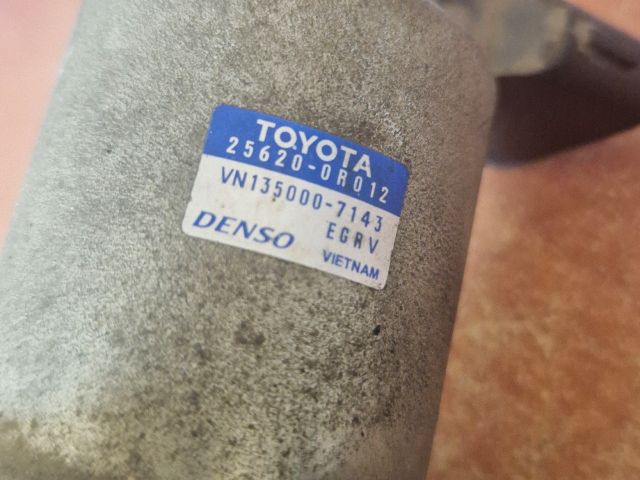 TOYOTA
25620-0R012
VN135000-7143
DENSO EGRV
VIETNAM